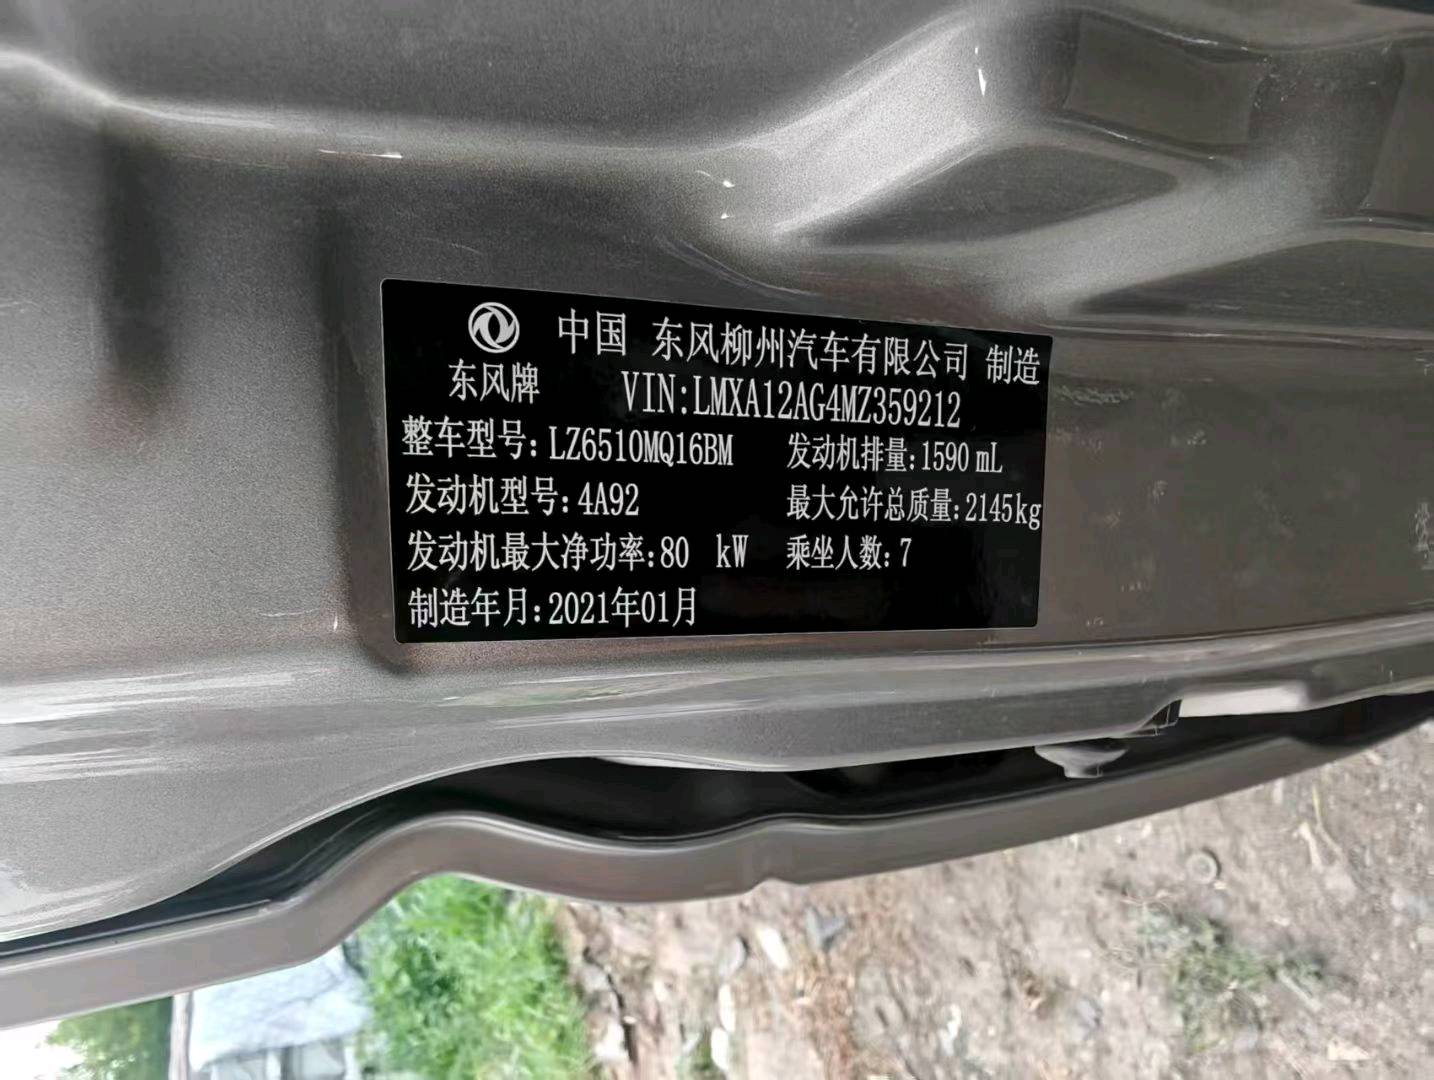 中国 东风柳州汽车有限公司 制造
东风牌 VIN:LMXA12AG4MZ359212
整车型号:LZ6510MQ16BM 发动机排量:1590 mL
发动机型号:4A92 最大允许总质量:2145kg
发动机最大净功率:80 kW 乘坐人数:7
制造年月:2021年01月